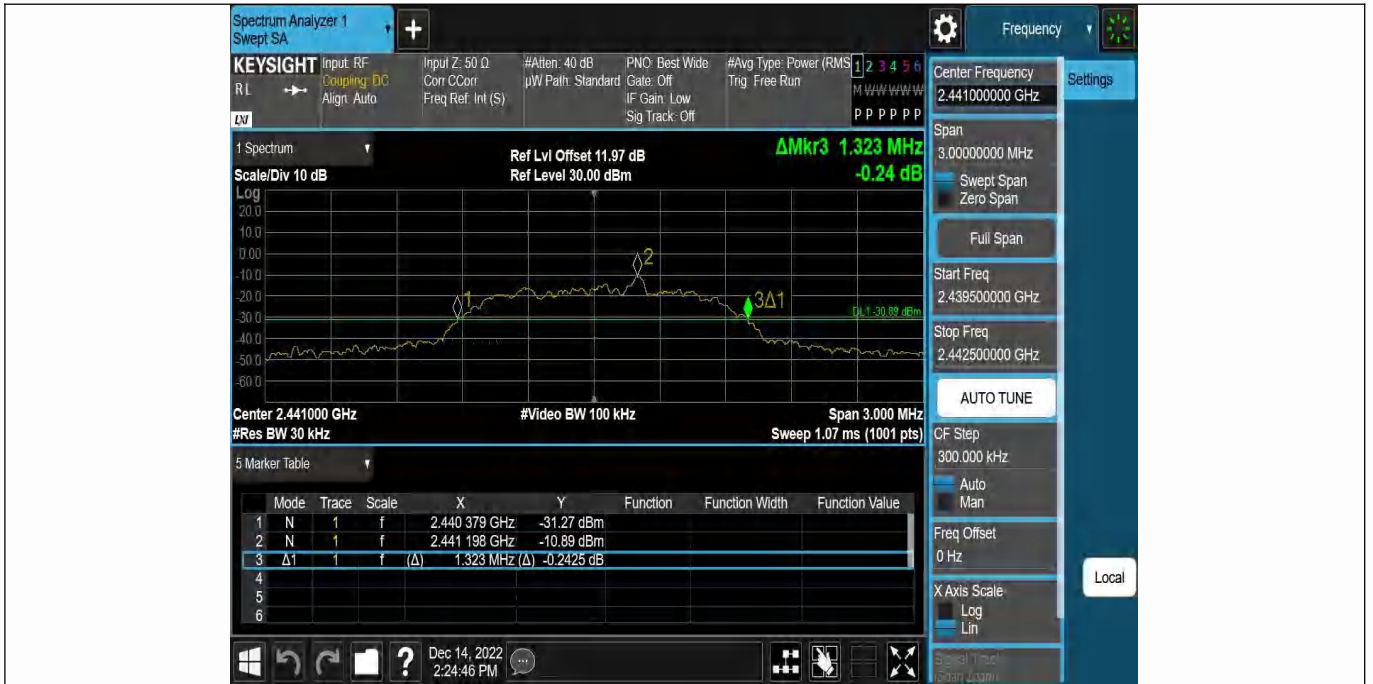 Spectrum Analyzer 1
Swept SA
+
Frequency
KEYSIGHT
RL
LXI
Input: RF
Coupling: DC
Align: Auto
Input Z: 50 Ω
Corr CCorr
Freq Ref: Int (S)
#Atten: 40 dB
µW Path: Standard
PNO: Best Wide
Gate: Off
IF Gain: Low
Sig Track: Off
#Avg Type: Power (RMS
Trig: Free Run
1 2 3 4 5 6
M W W W W W
P P P P P P
1 Spectrum
Scale/Div 10 dB
Ref Lvl Offset 11.97 dB
Ref Level 30.00 dBm
ΔMkr3 1.323 MHz
-0.24 dB
Log
20.0
10.0
0.00
-10.0
-20.0
-30.0
-40.0
-50.0
-60.0
1
2
3Δ1
DL1 -30.89 dBm
Center 2.441000 GHz
#Video BW 100 kHz
Span 3.000 MHz
#Res BW 30 kHz
Sweep 1.07 ms (1001 pts)
5 Marker Table
Mode Trace Scale X Y Function Function Width Function Value
1 N 1 f 2.440 379 GHz -31.27 dBm
2 N 1 f 2.441 198 GHz -10.89 dBm
3 Δ1 1 f (Δ) 1.323 MHz (Δ) -0.2425 dB
4
5
6
Dec 14, 2022
2:24:46 PM
?
Center Frequency
2.441000000 GHz
Settings
Span
3.00000000 MHz
Swept Span
Zero Span
Full Span
Start Freq
2.439500000 GHz
Stop Freq
2.442500000 GHz
AUTO TUNE
CF Step
300.000 kHz
Auto
Man
Freq Offset
0 Hz
X Axis Scale
Log
Lin
Local
Signal Track
(Span Zoom)